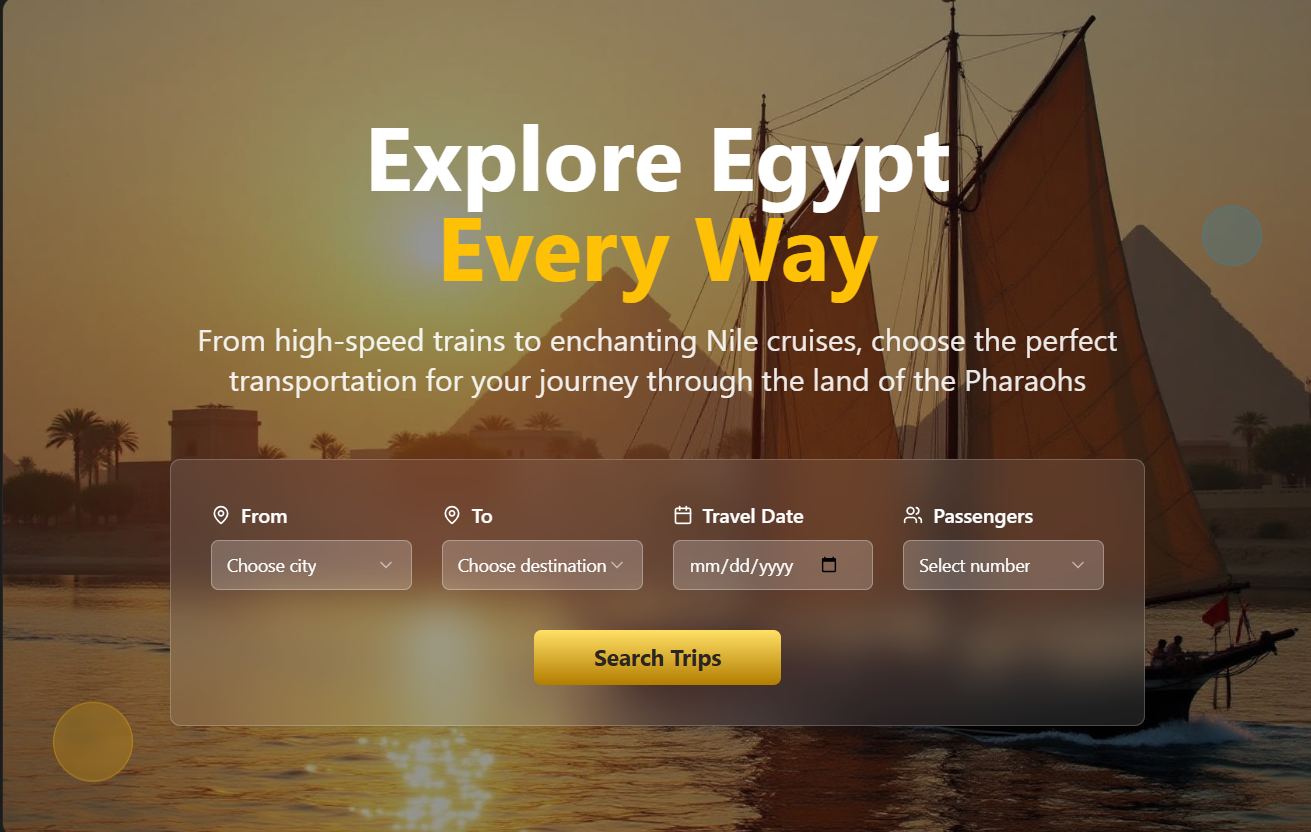 Explore Egypt
Every Way
From high-speed trains to enchanting Nile cruises, choose the perfect
transportation for your journey through the land of the Pharaohs
From To Travel Date Passengers
Choose city Choose destination mm/dd/yyyy Select number
Search Trips